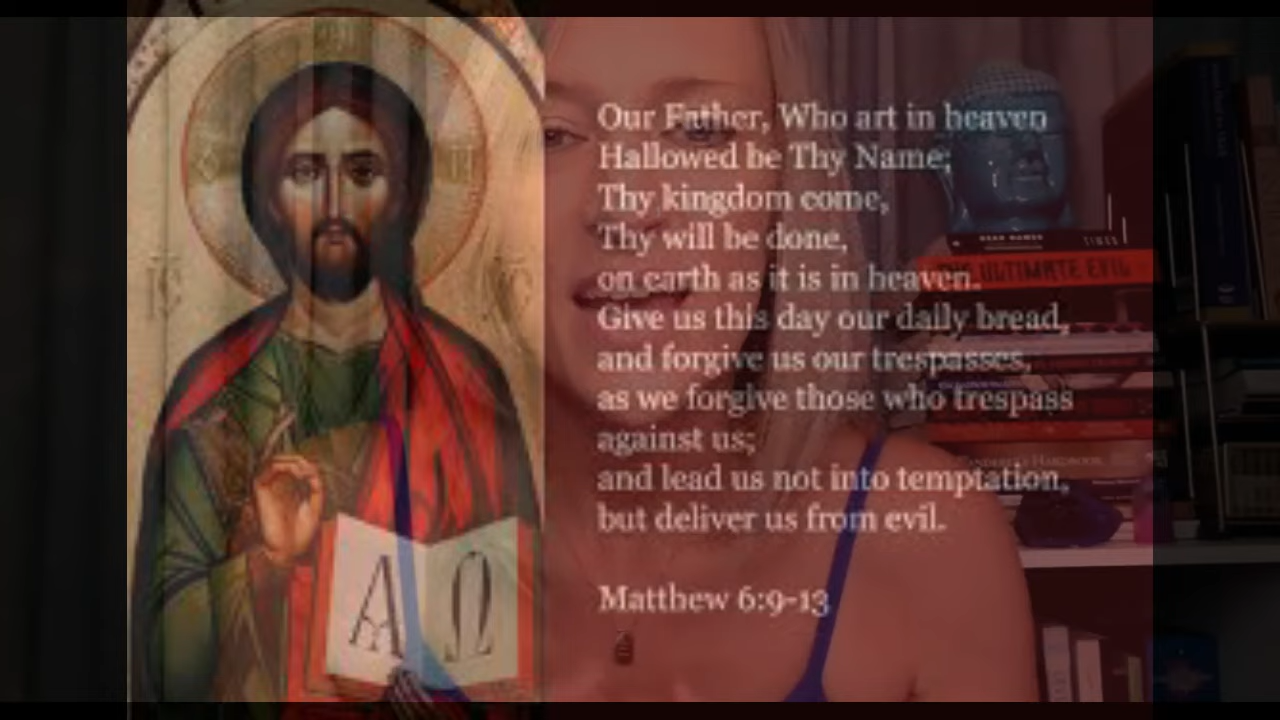 Our Father, Who art in heaven
Hallowed be Thy Name;
Thy kingdom come,
Thy will be done,
on earth as it is in heaven.
Give us this day our daily bread,
and forgive us our trespasses,
as we forgive those who trespass
against us;
and lead us not into temptation,
but deliver us from evil.
Matthew 6:9-13
Α Ω
ULTIMATE EVIL